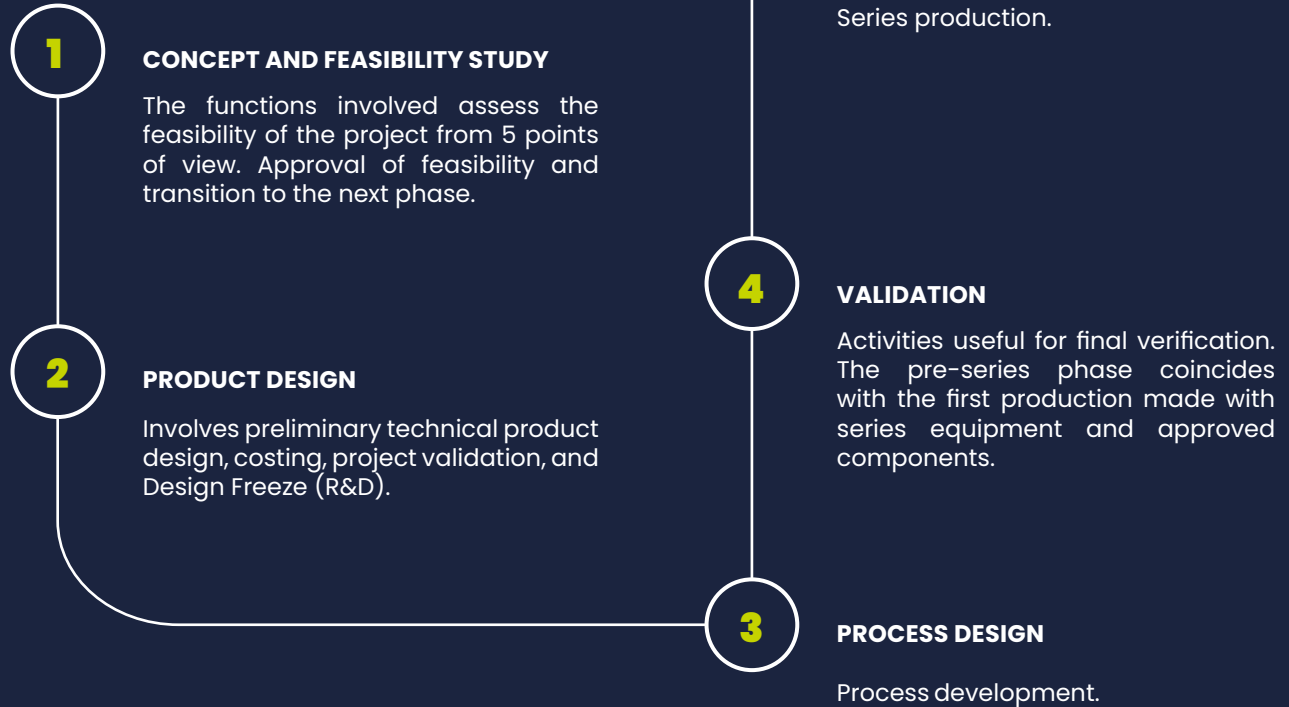 1
CONCEPT AND FEASIBILITY STUDY
The functions involved assess the
feasibility of the project from 5 points
of view. Approval of feasibility and
transition to the next phase.
2
PRODUCT DESIGN
Involves preliminary technical product
design, costing, project validation, and
Design Freeze (R&D).
3
PROCESS DESIGN
Process development.
4
VALIDATION
Activities useful for final verification.
The pre-series phase coincides
with the first production made with
series equipment and approved
components.
Series production.